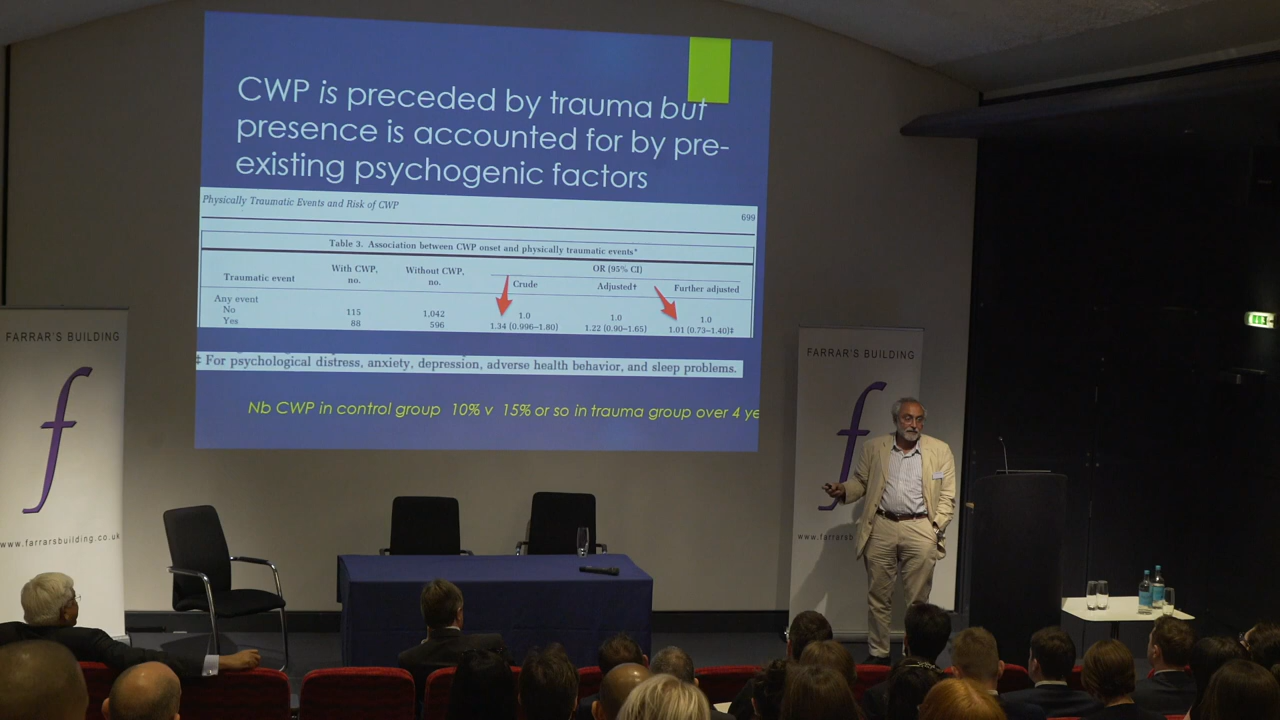 CWP is preceded by trauma but
presence is accounted for by pre-
existing psychogenic factors
Physically Traumatic Events and Risk of CWP 699
Table 3. Association between CWP onset and physically traumatic events*
OR (95% CI)
Traumatic event With CWP, no. Without CWP, no. Crude Adjusted† Further adjusted
Any event
No 115 1,042 1.0 1.0 1.0
Yes 88 596 1.34 (0.996–1.80) 1.22 (0.90–1.65) 1.01 (0.73–1.40)‡
‡ For psychological distress, anxiety, depression, adverse health behavior, and sleep problems.
Nb CWP in control group 10% v 15% or so in trauma group over 4 ye
FARRAR'S BUILDING
f
www.farrarsbuilding.co.uk
FARRAR'S BUILDING
f
www.farrarsb